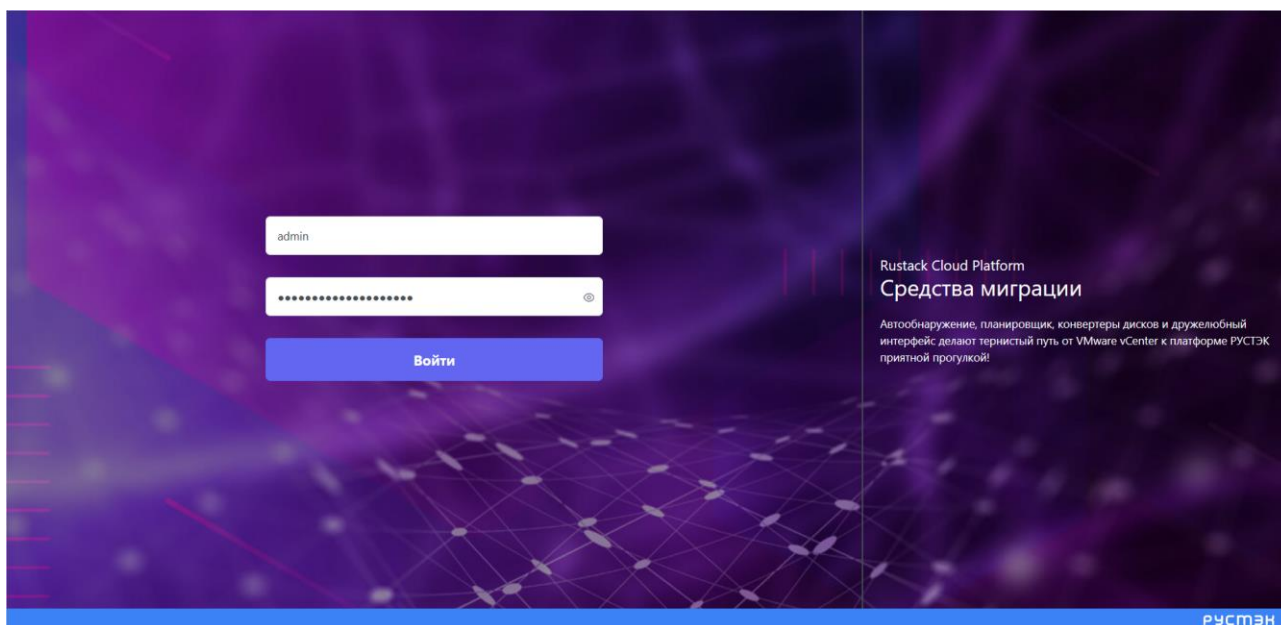 admin
••••••••••••••••••••
Войти
Rustack Cloud Platform
Средства миграции
Автообнаружение, планировщик, конвертеры дисков и дружелюбный
интерфейс делают тернистый путь от VMware vCenter к платформе РУСТЭК
приятной прогулкой!
РУСТЭК